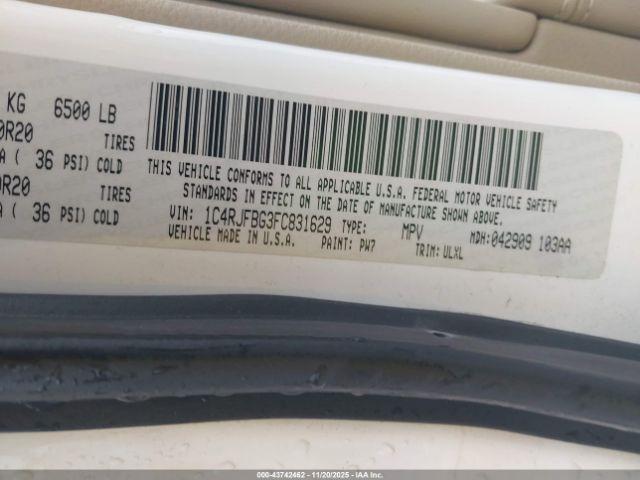 KG 6500 LB
0R20 TIRES
A ( 36 PSI) COLD
0R20 TIRES
A ( 36 PSI) COLD
THIS VEHICLE CONFORMS TO ALL APPLICABLE U.S.A. FEDERAL MOTOR VEHICLE SAFETY
STANDARDS IN EFFECT ON THE DATE OF MANUFACTURE SHOWN ABOVE.
VIN: 1C4RJFBG3FC831629 TYPE: MPV MDH:042909 103AA
VEHICLE MADE IN U.S.A. PAINT: PW7 TRIM: ULXL
000-43742462 - 11/20/2025 - IAA Inc.